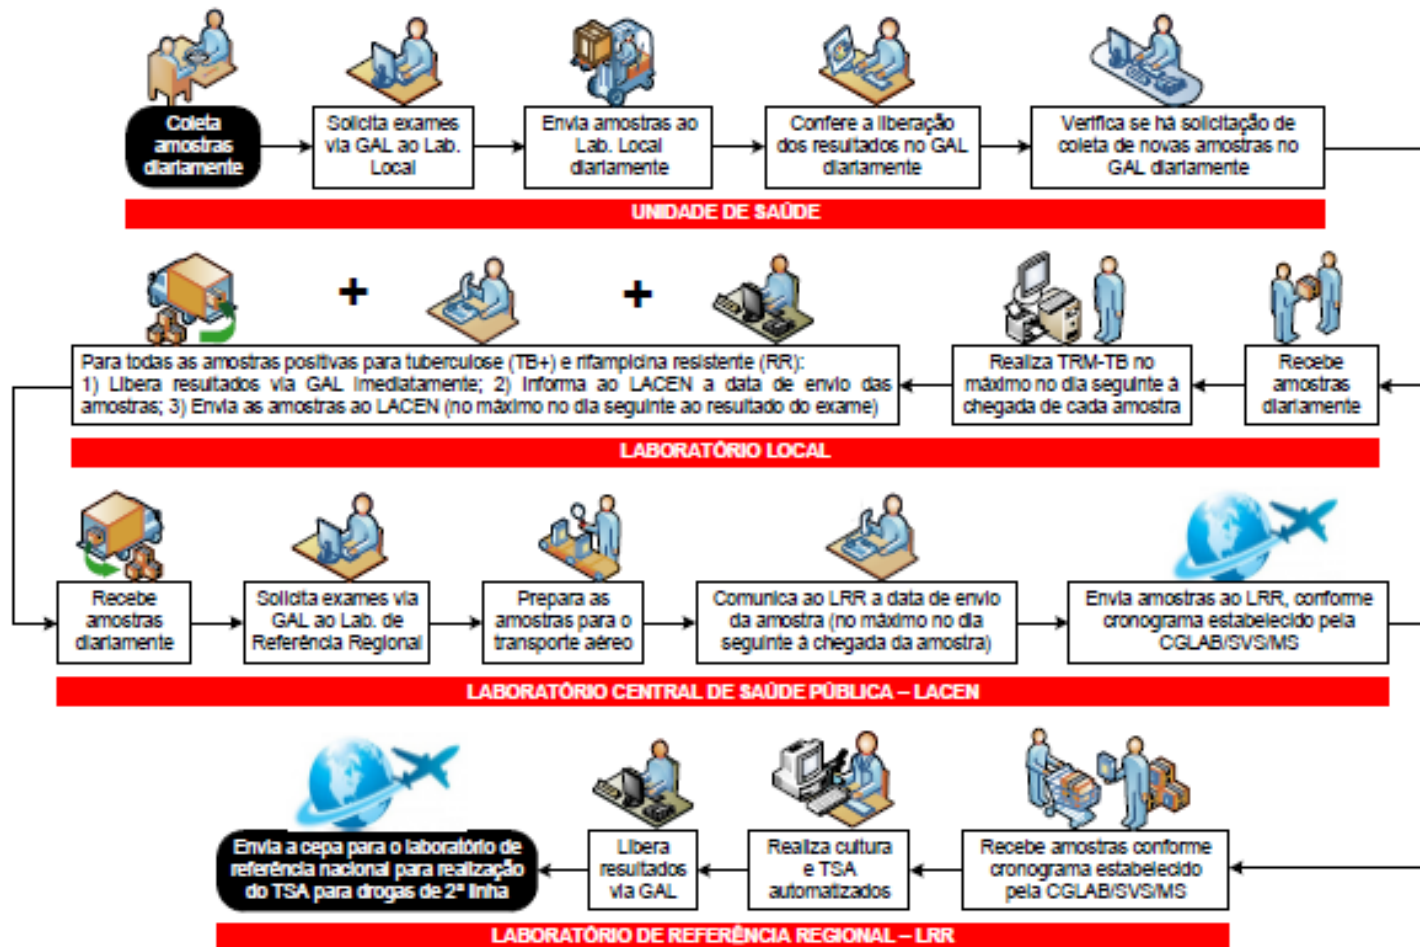 Coleta
amostras
diariamente
Solicita exames
via GAL ao Lab.
Local
Envia amostras ao
Lab. Local
diariamente
Confere a liberação
dos resultados no GAL
diariamente
Verifica se há solicitação de
coleta de novas amostras no
GAL diariamente
UNIDADE DE SAÚDE
+
+
Recebe
amostras
diariamente
Realiza TRM-TB no
máximo no dia seguinte à
chegada de cada amostra
Para todas as amostras positivas para tuberculose (TB+) e rifampicina resistente (RR):
1) Libera resultados via GAL imediatamente; 2) Informa ao LACEN a data de envio das
amostras; 3) Envia as amostras ao LACEN (no máximo no dia seguinte ao resultado do exame)
LABORATÓRIO LOCAL
Recebe
amostras
diariamente
Solicita exames via
GAL ao Lab. de
Referência Regional
Prepara as
amostras para o
transporte aéreo
Comunica ao LRR a data de envio
da amostra (no máximo no dia
seguinte à chegada da amostra)
Envia amostras ao LRR, conforme
cronograma estabelecido pela
CGLAB/SVS/MS
LABORATÓRIO CENTRAL DE SAÚDE PÚBLICA – LACEN
Recebe amostras conforme
cronograma estabelecido
pela CGLAB/SVS/MS
Realiza cultura
e TSA
automatizados
Libera
resultados
via GAL
Envia a cepa para o laboratório de
referência nacional para realização
do TSA para drogas de 2ª linha
LABORATÓRIO DE REFERÊNCIA REGIONAL – LRR